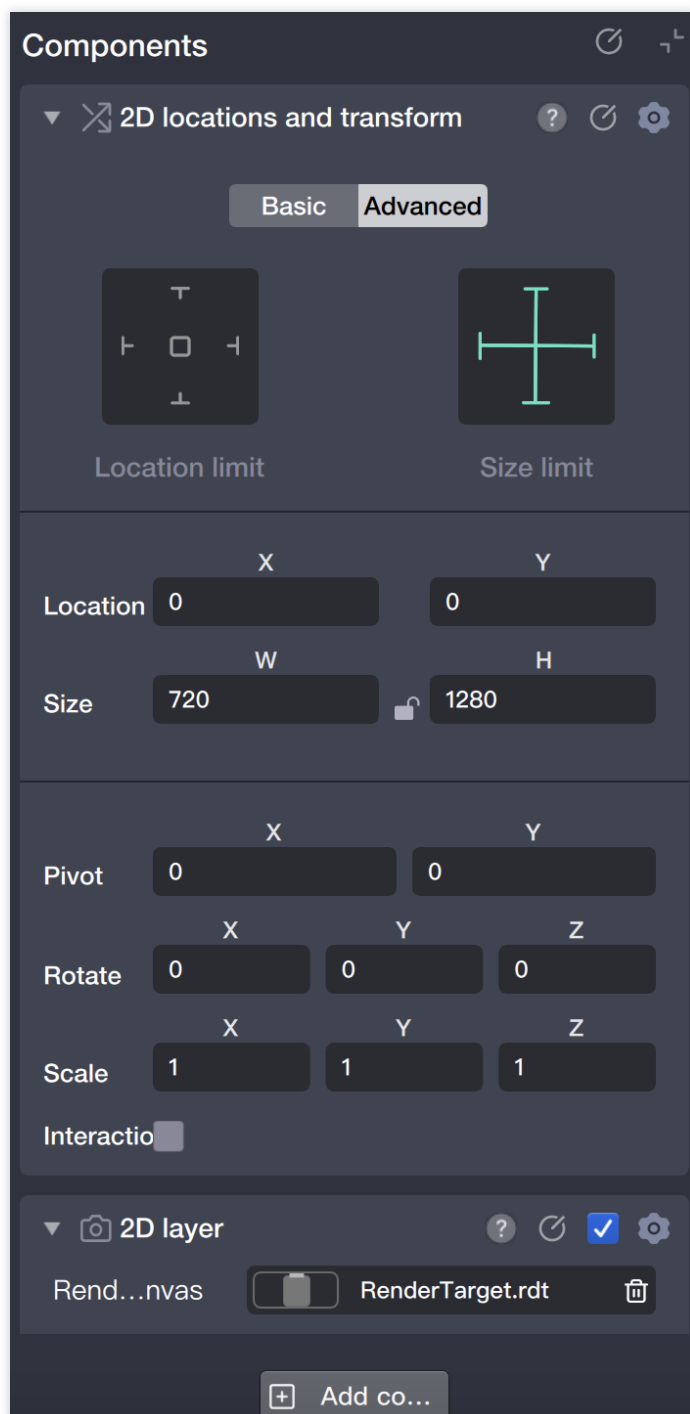 Components
2D locations and transform ?
Basic Advanced
Location limit Size limit
X Y
Location 0 0
W H
Size 720 1280
X Y
Pivot 0 0
X Y Z
Rotate 0 0 0
X Y Z
Scale 1 1 1
Interactio
2D layer ?
Rend...nvas RenderTarget.rdt
Add co...